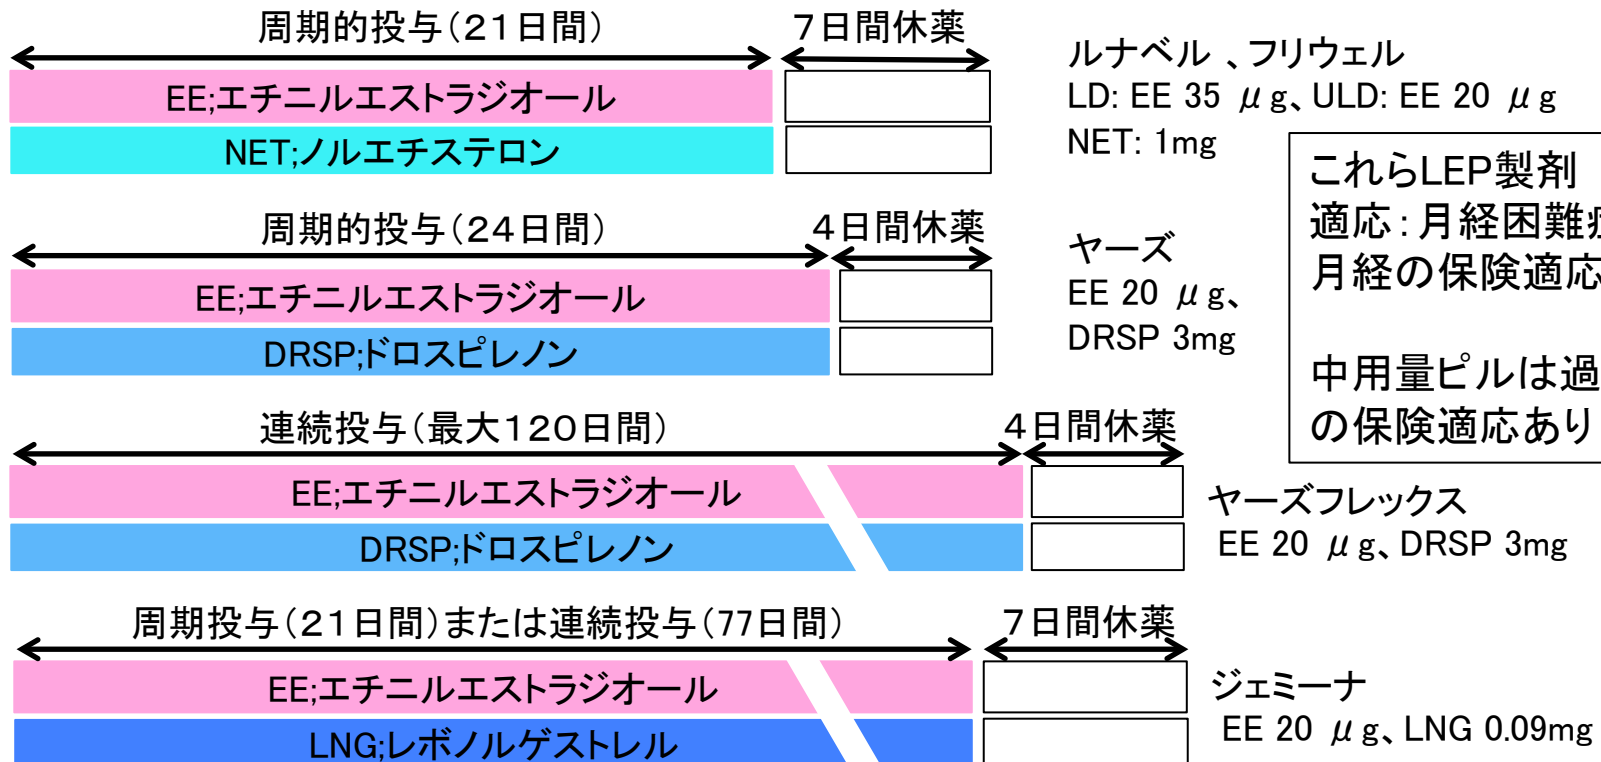 周期的投与(21日間)
7日間休薬
EE;エチニルエストラジオール
NET;ノルエチステロン
ルナベル 、フリウェル
LD: EE 35 μg、ULD: EE 20 μg
NET: 1mg
これらLEP製剤
適応:月経困難
月経の保険適応
中用量ピルは過
の保険適応あり
周期的投与(24日間)
4日間休薬
EE;エチニルエストラジオール
DRSP;ドロスピレノン
ヤーズ
EE 20 μg、
DRSP 3mg
連続投与(最大120日間)
4日間休薬
EE;エチニルエストラジオール
DRSP;ドロスピレノン
ヤーズフレックス
EE 20 μg、DRSP 3mg
周期投与(21日間)または連続投与(77日間)
7日間休薬
EE;エチニルエストラジオール
LNG;レボノルゲストレル
ジェミーナ
EE 20 μg、LNG 0.09mg